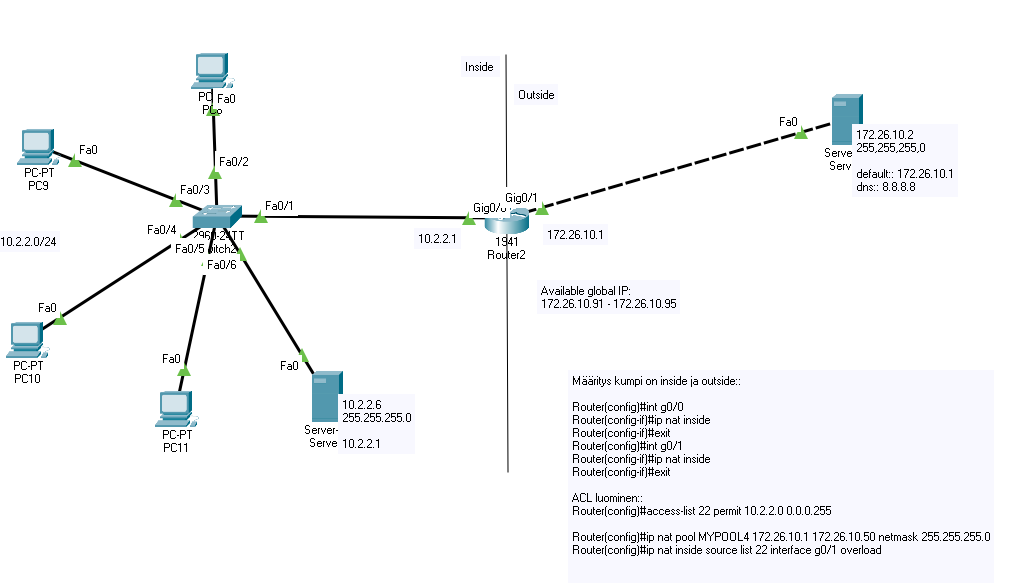 Inside
Outside
Fa0
PC-PT
PC9
Fa0
Fa0/2
Fa0/3
Fa0/1
Fa0/4
Fa0/5
Fa0/6
10.2.2.0/24
Fa0
PC-PT
PC10
Fa0
PC-PT
PC11
Fa0
Server-
Serve
10.2.2.6
255.255.255.0
10.2.2.1
10.2.2.1
Gig0/1
1941
Router2
172.26.10.1
Fa0
Serve
Serv
172.26.10.2
255,255,255,0
default:: 172.26.10.1
dns:: 8.8.8.8
Available global IP:
172.26.10.91 - 172.26.10.95
Määritys kumpi on inside ja outside::
Router(config)#int g0/0
Router(config-if)#ip nat inside
Router(config-if)#exit
Router(config)#int g0/1
Router(config-if)#ip nat inside
Router(config-if)#exit
ACL luominen::
Router(config)#access-list 22 permit 10.2.2.0 0.0.0.255
Router(config)#ip nat pool MYPOOL4 172.26.10.1 172.26.10.50 netmask 255.255.255.0
Router(config)#ip nat inside source list 22 interface g0/1 overload